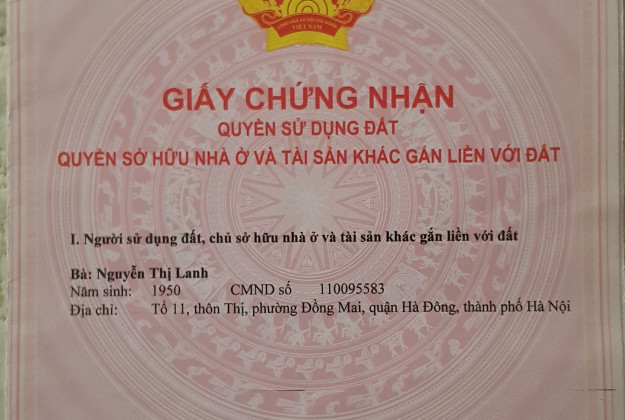 VIỆT NAM
GIẤY CHỨNG NHẬN
QUYỀN SỬ DỤNG ĐẤT
QUYỀN SỞ HỮU NHÀ Ở VÀ TÀI SẢN KHÁC GẮN LIỀN VỚI ĐẤT
I. Người sử dụng đất, chủ sở hữu nhà ở và tài sản khác gắn liền với đất
Bà: Nguyễn Thị Lanh
Năm sinh: 1950 CMND số 110095583
Địa chỉ: Tổ 11, thôn Thị, phường Đồng Mai, quận Hà Đông, thành phố Hà Nội